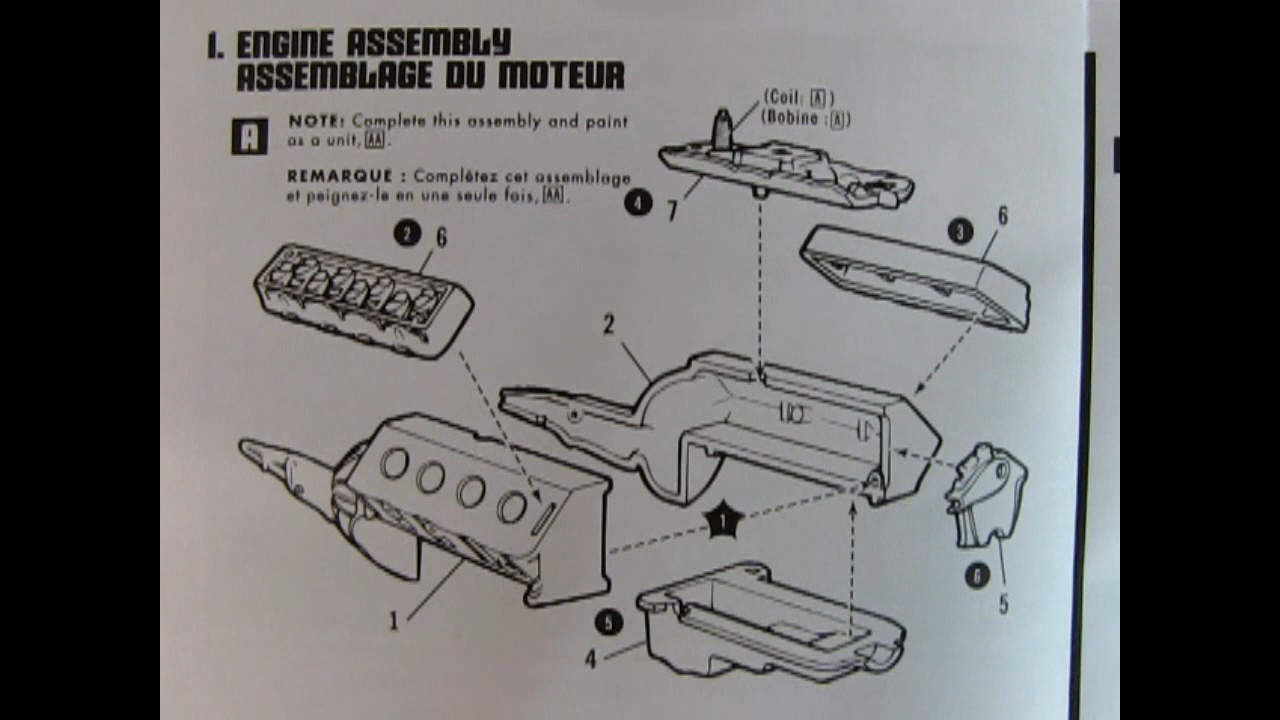 1. ENGINE ASSEMBLY
ASSEMBLAGE DU MOTEUR
A
NOTE: Complete this assembly and paint
as a unit, AA.
REMARQUE : Complétez cet assemblage
et peignez-le en une seule fois, AA.
(Coil: A)
(Bobine : A)
4
7
3
6
2
6
2
1
6
5
1
5
4